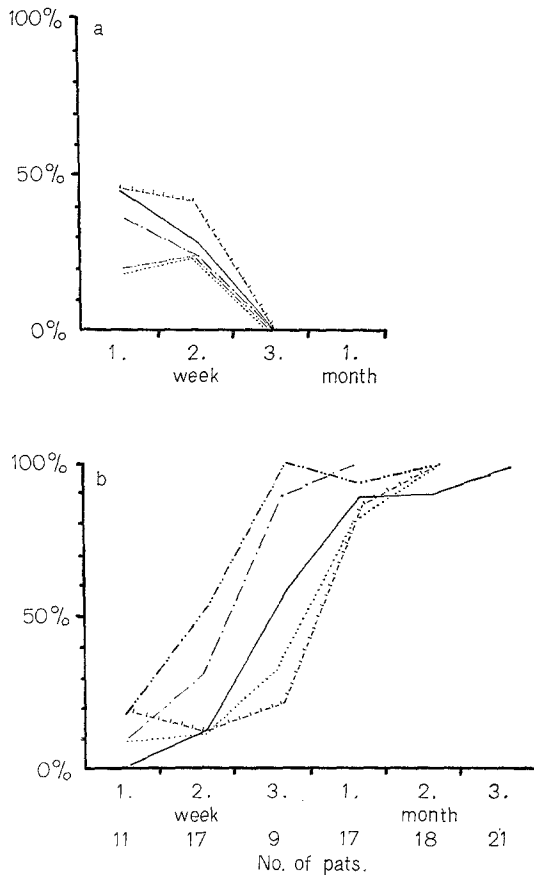 100%
a
50%
0%
1. 2. 3. 1.
week month
100%
b
50%
0%
1. 2. 3. 1. 2. 3.
week month
11 17 9 17 18 21
No. of pats.